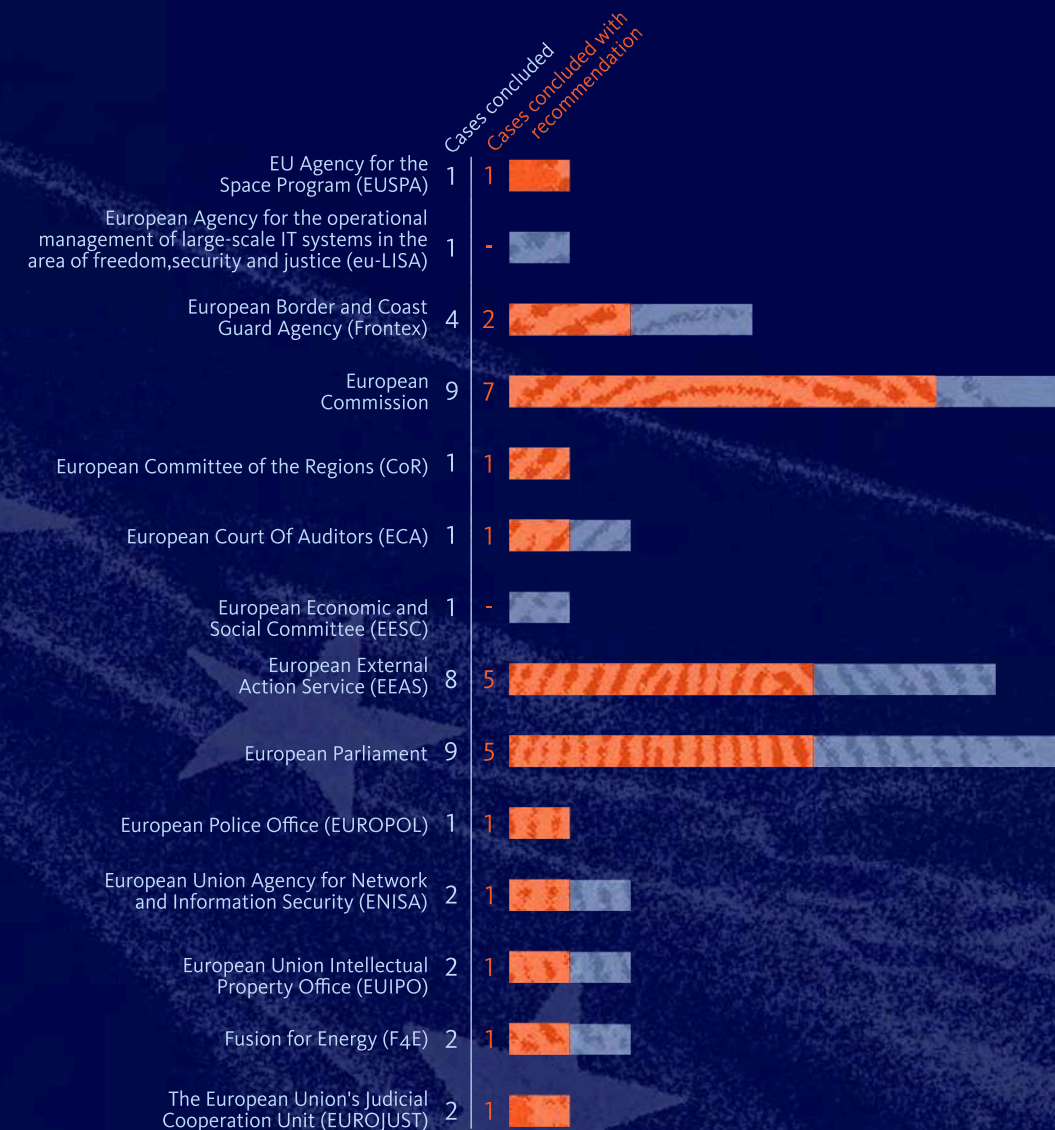 Cases concluded
Cases concluded with
recommendation
EU Agency for the
Space Program (EUSPA) 1 1
European Agency for the operational
management of large-scale IT systems in the
area of freedom,security and justice (eu-LISA) 1 -
European Border and Coast
Guard Agency (Frontex) 4 2
European
Commission 9 7
European Committee of the Regions (CoR) 1 1
European Court Of Auditors (ECA) 1 1
European Economic and
Social Committee (EESC) 1 -
European External
Action Service (EEAS) 8 5
European Parliament 9 5
European Police Office (EUROPOL) 1 1
European Union Agency for Network
and Information Security (ENISA) 2 1
European Union Intellectual
Property Office (EUIPO) 2 1
Fusion for Energy (F4E) 2 1
The European Union's Judicial
Cooperation Unit (EUROJUST) 2 1